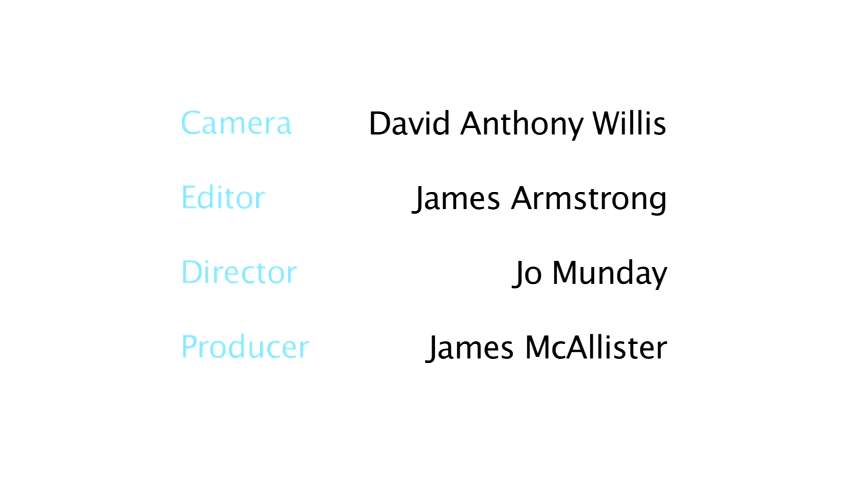 Camera David Anthony Willis
Editor James Armstrong
Director Jo Munday
Producer James McAllister